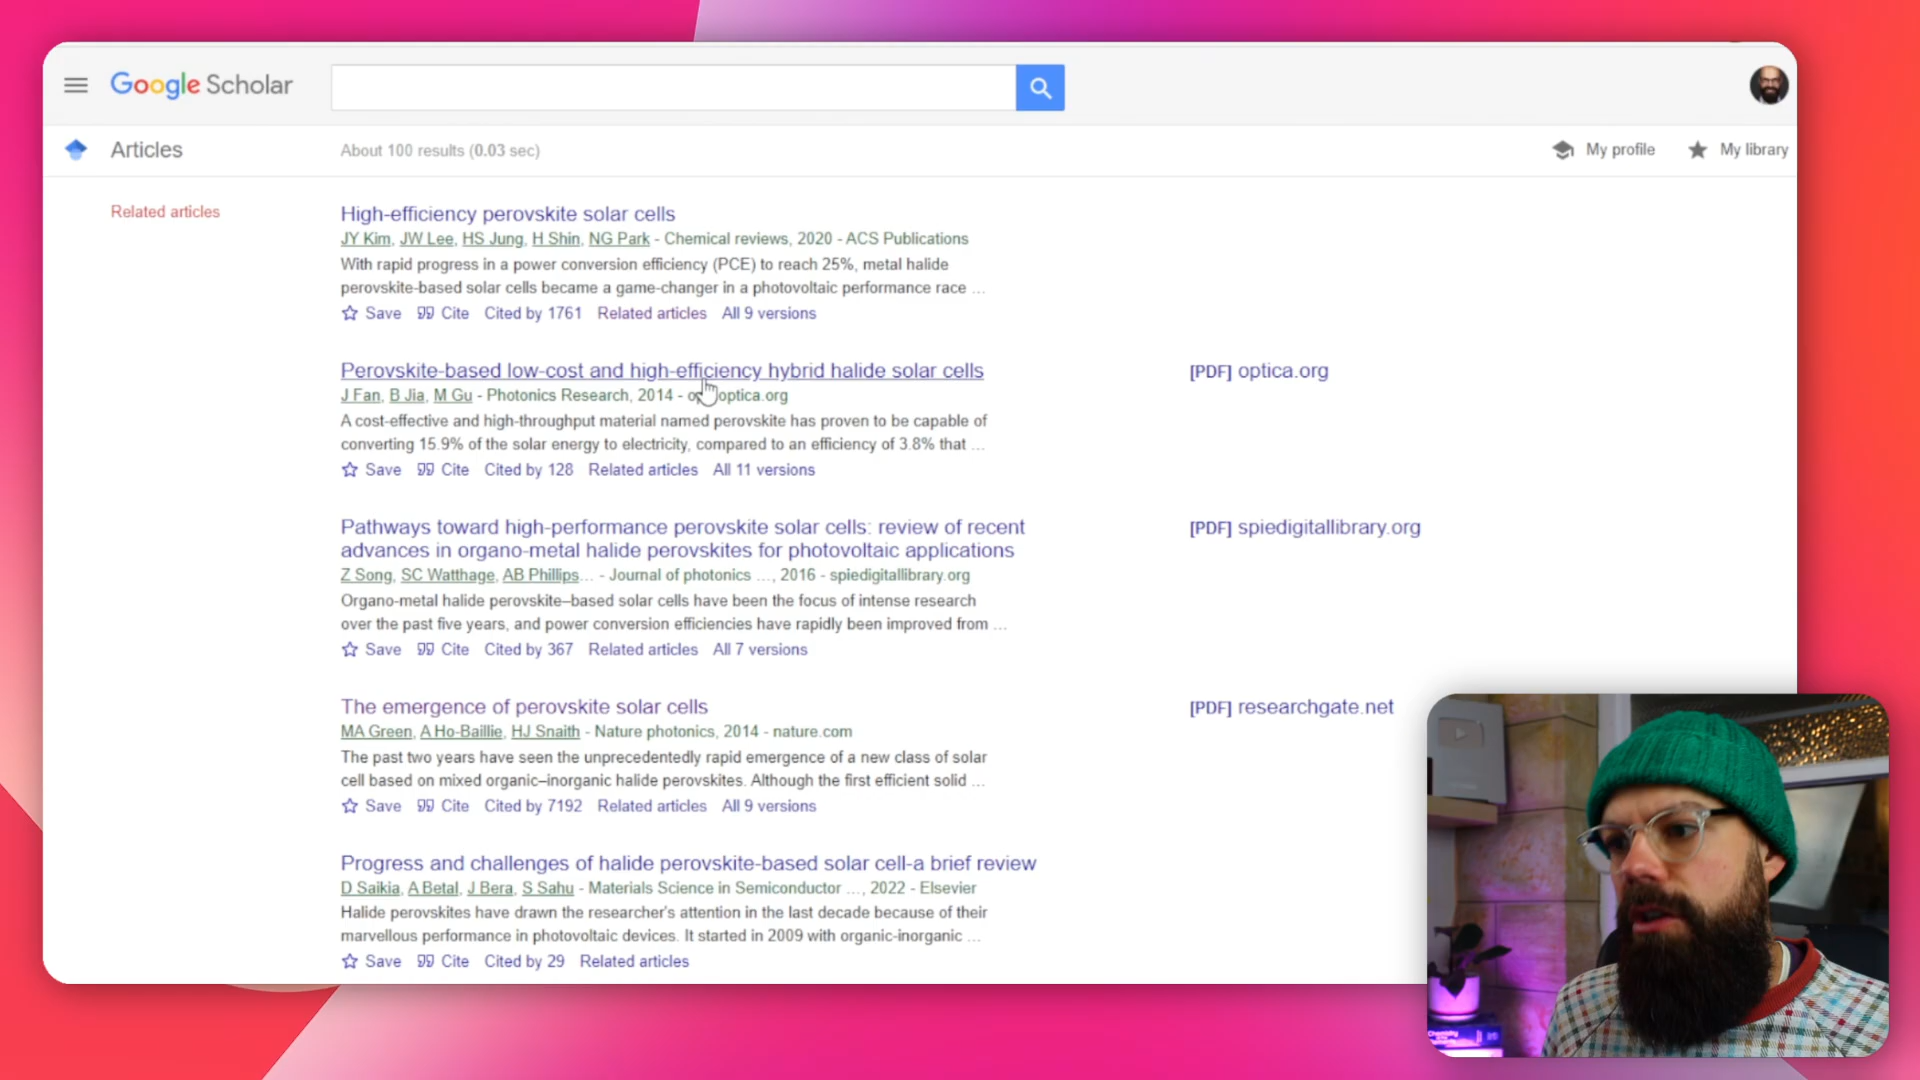 Google Scholar
Articles
About 100 results (0.03 sec)
My profile
My library
Related articles
High-efficiency perovskite solar cells
JY Kim, JW Lee, HS Jung, H Shin, NG Park - Chemical reviews, 2020 - ACS Publications
With rapid progress in a power conversion efficiency (PCE) to reach 25%, metal halide
perovskite-based solar cells became a game-changer in a photovoltaic performance race ...
Save Cite Cited by 1761 Related articles All 9 versions
Perovskite-based low-cost and high-efficiency hybrid halide solar cells
[PDF] optica.org
J Fan, B Jia, M Gu - Photonics Research, 2014 - optica.org
A cost-effective and high-throughput material named perovskite has proven to be capable of
converting 15.9% of the solar energy to electricity, compared to an efficiency of 3.8% that ...
Save Cite Cited by 128 Related articles All 11 versions
Pathways toward high-performance perovskite solar cells: review of recent
advances in organo-metal halide perovskites for photovoltaic applications
[PDF] spiedigitallibrary.org
Z Song, SC Watthage, AB Phillips... - Journal of photonics ..., 2016 - spiedigitallibrary.org
Organo-metal halide perovskite–based solar cells have been the focus of intense research
over the past five years, and power conversion efficiencies have rapidly been improved from ...
Save Cite Cited by 367 Related articles All 7 versions
The emergence of perovskite solar cells
[PDF] researchgate.net
MA Green, A Ho-Baillie, HJ Snaith - Nature photonics, 2014 - nature.com
The past two years have seen the unprecedentedly rapid emergence of a new class of solar
cell based on mixed organic–inorganic halide perovskites. Although the first efficient solid ...
Save Cite Cited by 7192 Related articles All 9 versions
Progress and challenges of halide perovskite-based solar cell-a brief review
D Saikia, A Betal, J Bera, S Sahu - Materials Science in Semiconductor ..., 2022 - Elsevier
Halide perovskites have drawn the researcher's attention in the last decade because of their
marvellous performance in photovoltaic devices. It started in 2009 with organic-inorganic ...
Save Cite Cited by 29 Related articles
Chemistry